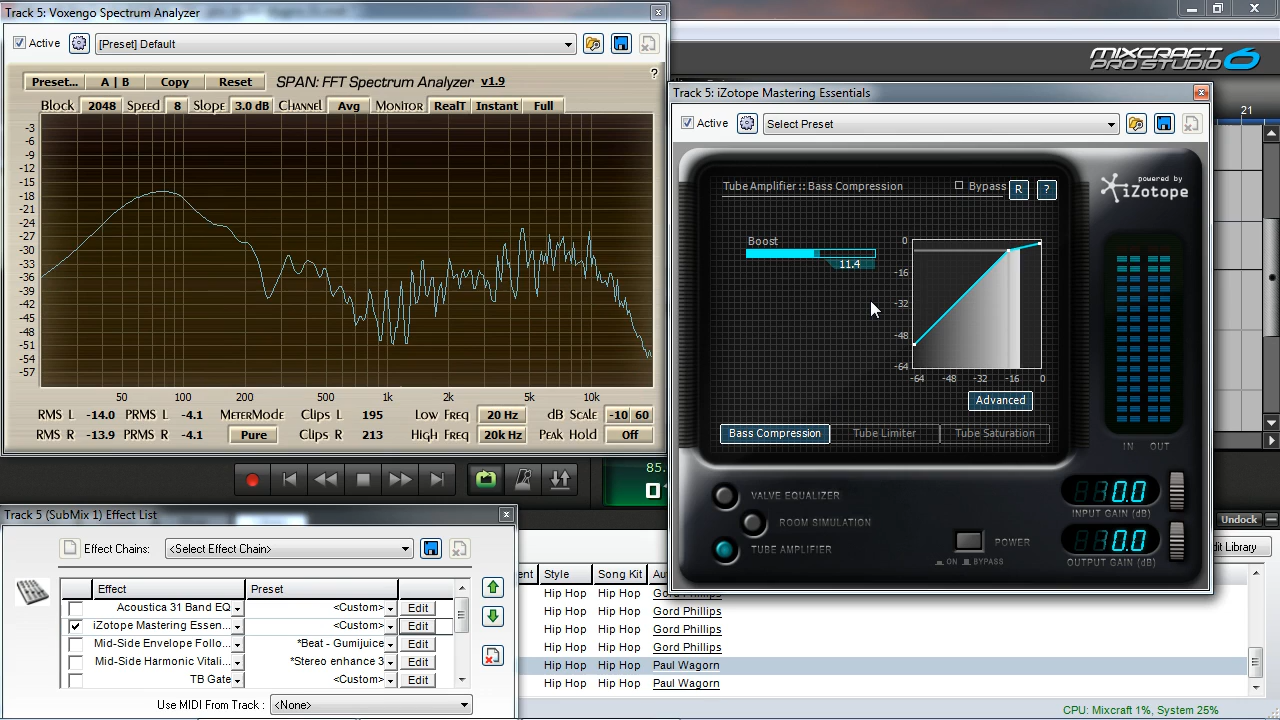 Track 5: Voxengo Spectrum Analyzer
Active [Preset] Default
Preset... A | B Copy Reset SPAN: FFT Spectrum Analyzer v1.9 ?
Block 2048 Speed 8 Slope 3.0 dB Channel Avg Monitor RealT Instant Full
-3
-6
-9
-12
-15
-18
-21
-24
-27
-30
-33
-36
-39
-42
-45
-48
-51
-54
-57
50 100 200 500 1k 2k 5k 10k
RMS L -14.0 PRMS L -4.1 MeterMode Clips L 195 Low Freq 20 Hz dB Scale -10 60
RMS R -13.9 PRMS R -4.1 Pure Clips R 213 High Freq 20k Hz Peak Hold Off
MIXCRAFT
PRO STUDIO 6
21
Track 5: iZotope Mastering Essentials
Active Select Preset
Tube Amplifier :: Bass Compression Bypass R ?
powered by
iZotope
Boost
11.4
0
-16
-32
-48
-64
-64 -48 -32 -16 0
Advanced
Bass Compression Tube Limiter Tube Saturation
IN OUT
VALVE EQUALIZER
ROOM SIMULATION
TUBE AMPLIFIER
POWER
ON BYPASS
0.0
INPUT GAIN (dB)
0.0
OUTPUT GAIN (dB)
85.
Undock
dit Library
Track 5 (SubMix 1) Effect List
Effect Chains: <Select Effect Chain>
Effect Preset
Acoustica 31 Band EQ <Custom> Edit
iZotope Mastering Essen... <Custom> Edit
Mid-Side Envelope Follo... *Beat - Gumijuice Edit
Mid-Side Harmonic Vitali... *Stereo enhance 3 Edit
TB Gate <Custom> Edit
Use MIDI From Track : <None>
ent Style Song Kit Au
Hip Hop Hip Hop Gord Phillips
Hip Hop Hip Hop Gord Phillips
Hip Hop Hip Hop Gord Phillips
Hip Hop Hip Hop Gord Phillips
Hip Hop Hip Hop Paul Wagorn
Hip Hop Hip Hop Paul Wagorn
CPU: Mixcraft 1%, System 25%